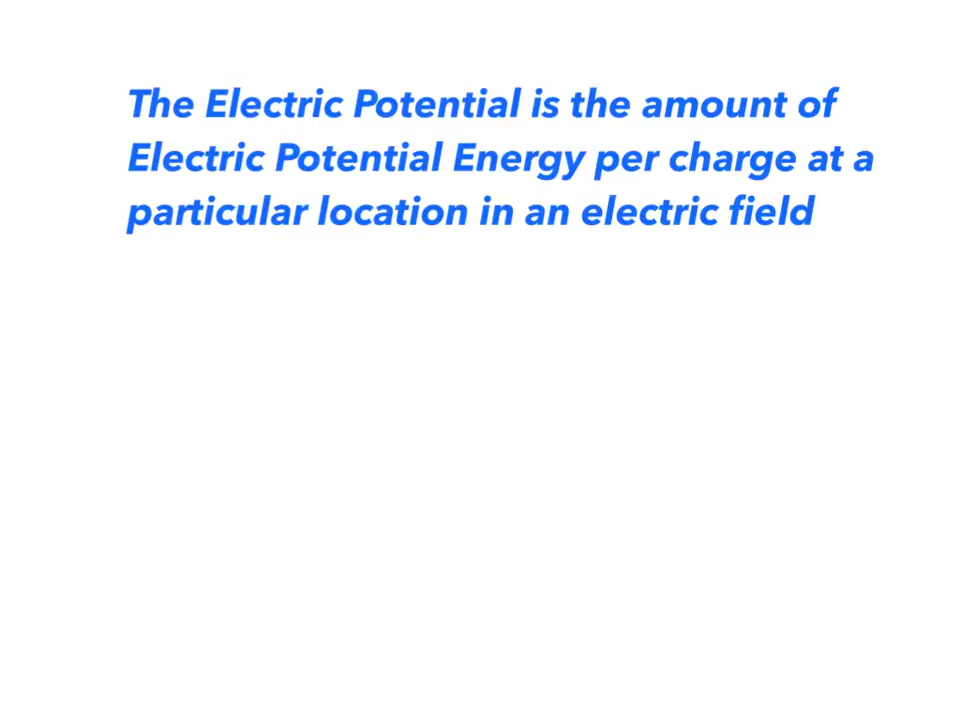 The Electric Potential is the amount of
Electric Potential Energy per charge at a
particular location in an electric field